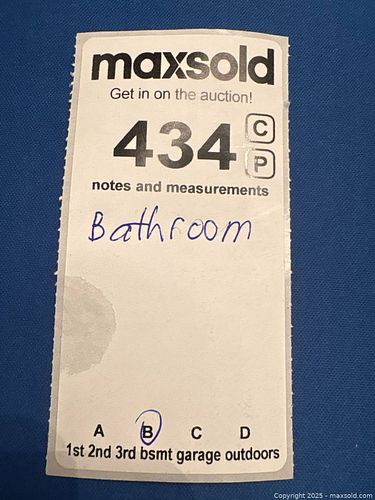 maxsold
Get in on the auction!
434 C
P
notes and measurements
Bathroom
A B C D
1st 2nd 3rd bsmt garage outdoors
Copyright 2025 - maxsold.com